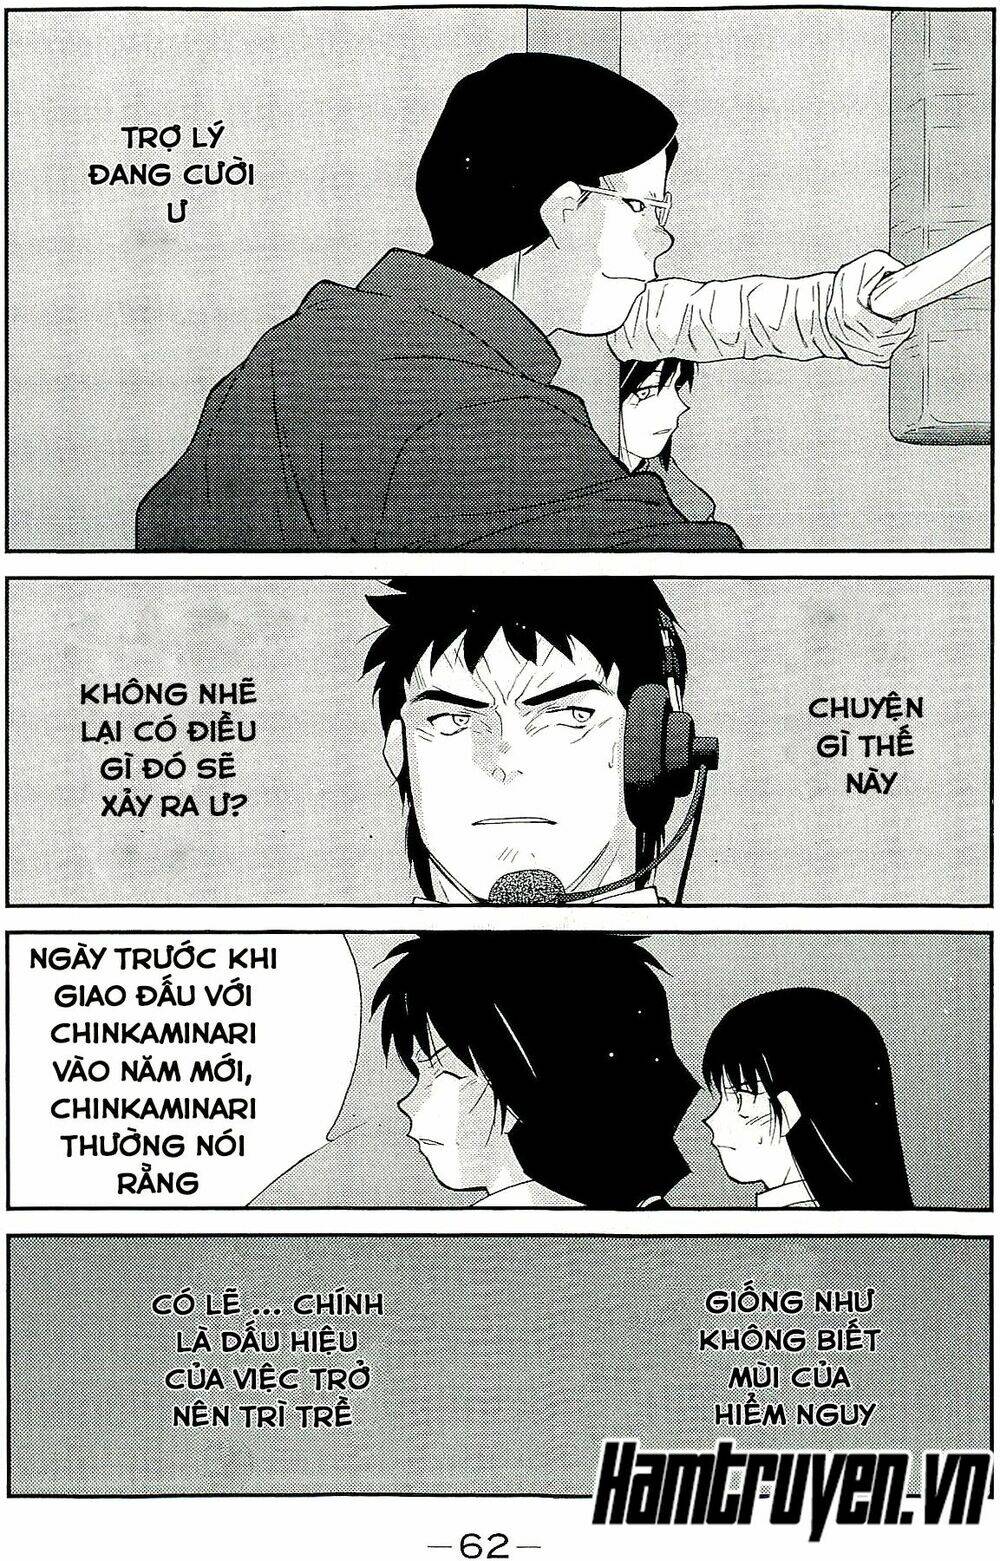 TRỢ LÝ
ĐANG CƯỜI
Ư
CHUYỆN
GÌ THẾ
NÀY
KHÔNG NHẼ
LẠI CÓ ĐIỀU
GÌ ĐÓ SẼ
XẢY RA Ư?
NGÀY TRƯỚC KHI
GIAO ĐẤU VỚI
CHINKAMINARI
VÀO NĂM MỚI,
CHINKAMINARI
THƯỜNG NÓI
RẰNG
GIỐNG NHƯ
KHÔNG BIẾT
MÙI CỦA
HIỂM NGUY
CÓ LẼ ... CHÍNH
LÀ DẤU HIỆU
CỦA VIỆC TRỞ
NÊN TRÌ TRỀ
Hamtruyen.vn
-62-